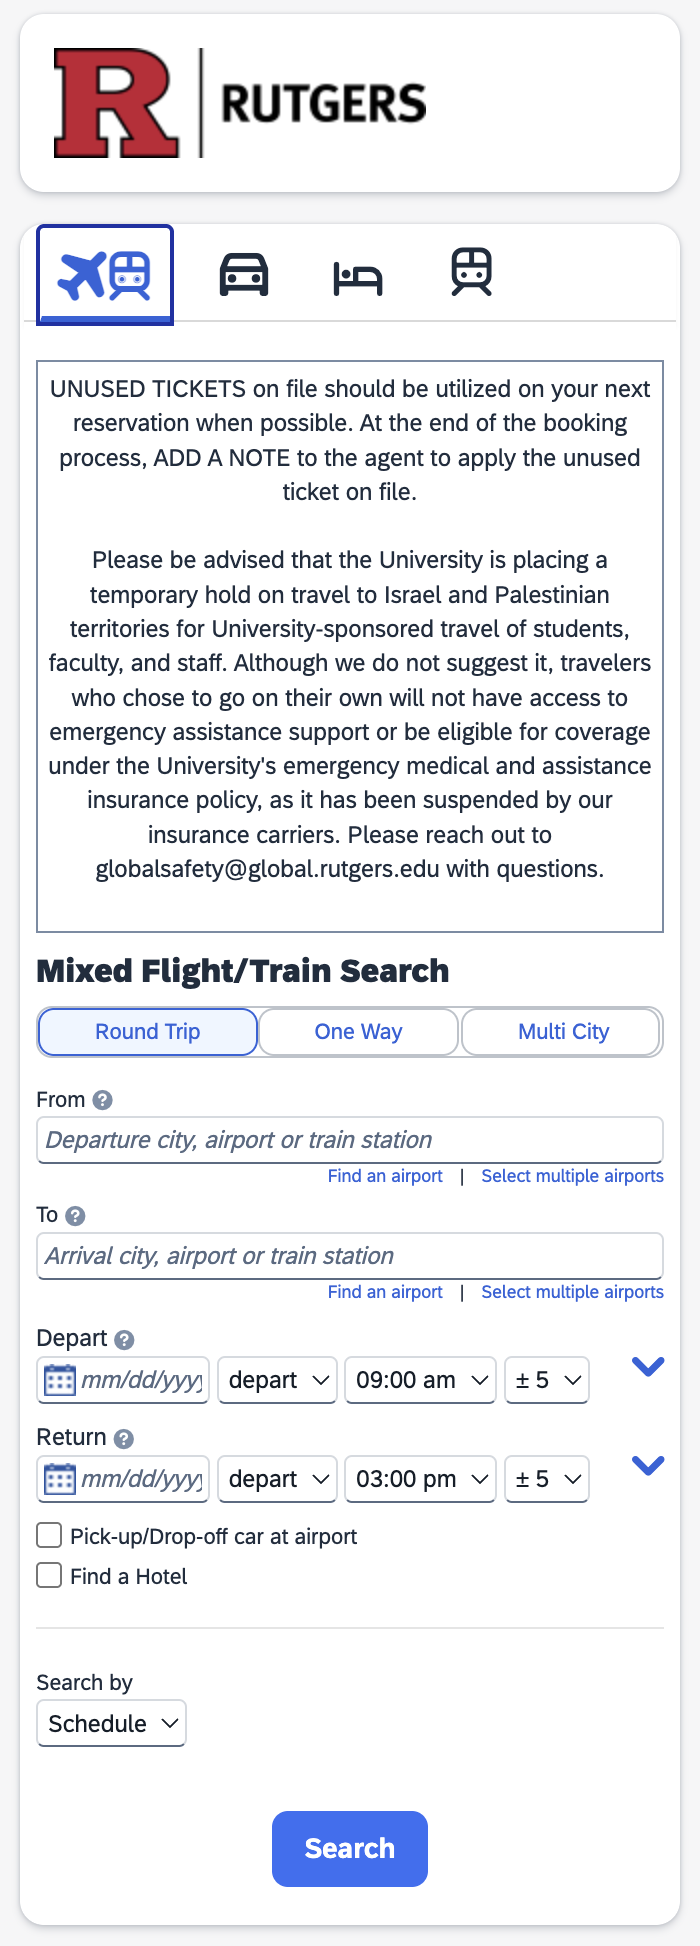 R RUTGERS
UNUSED TICKETS on file should be utilized on your next
reservation when possible. At the end of the booking
process, ADD A NOTE to the agent to apply the unused
ticket on file.
Please be advised that the University is placing a
temporary hold on travel to Israel and Palestinian
territories for University-sponsored travel of students,
faculty, and staff. Although we do not suggest it, travelers
who chose to go on their own will not have access to
emergency assistance support or be eligible for coverage
under the University's emergency medical and assistance
insurance policy, as it has been suspended by our
insurance carriers. Please reach out to
globalsafety@global.rutgers.edu with questions.
Mixed Flight/Train Search
Round Trip One Way Multi City
From ?
Departure city, airport or train station
Find an airport | Select multiple airports
To ?
Arrival city, airport or train station
Find an airport | Select multiple airports
Depart ?
mm/dd/yyyy depart 09:00 am ± 5
Return ?
mm/dd/yyyy depart 03:00 pm ± 5
Pick-up/Drop-off car at airport
Find a Hotel
Search by
Schedule
Search